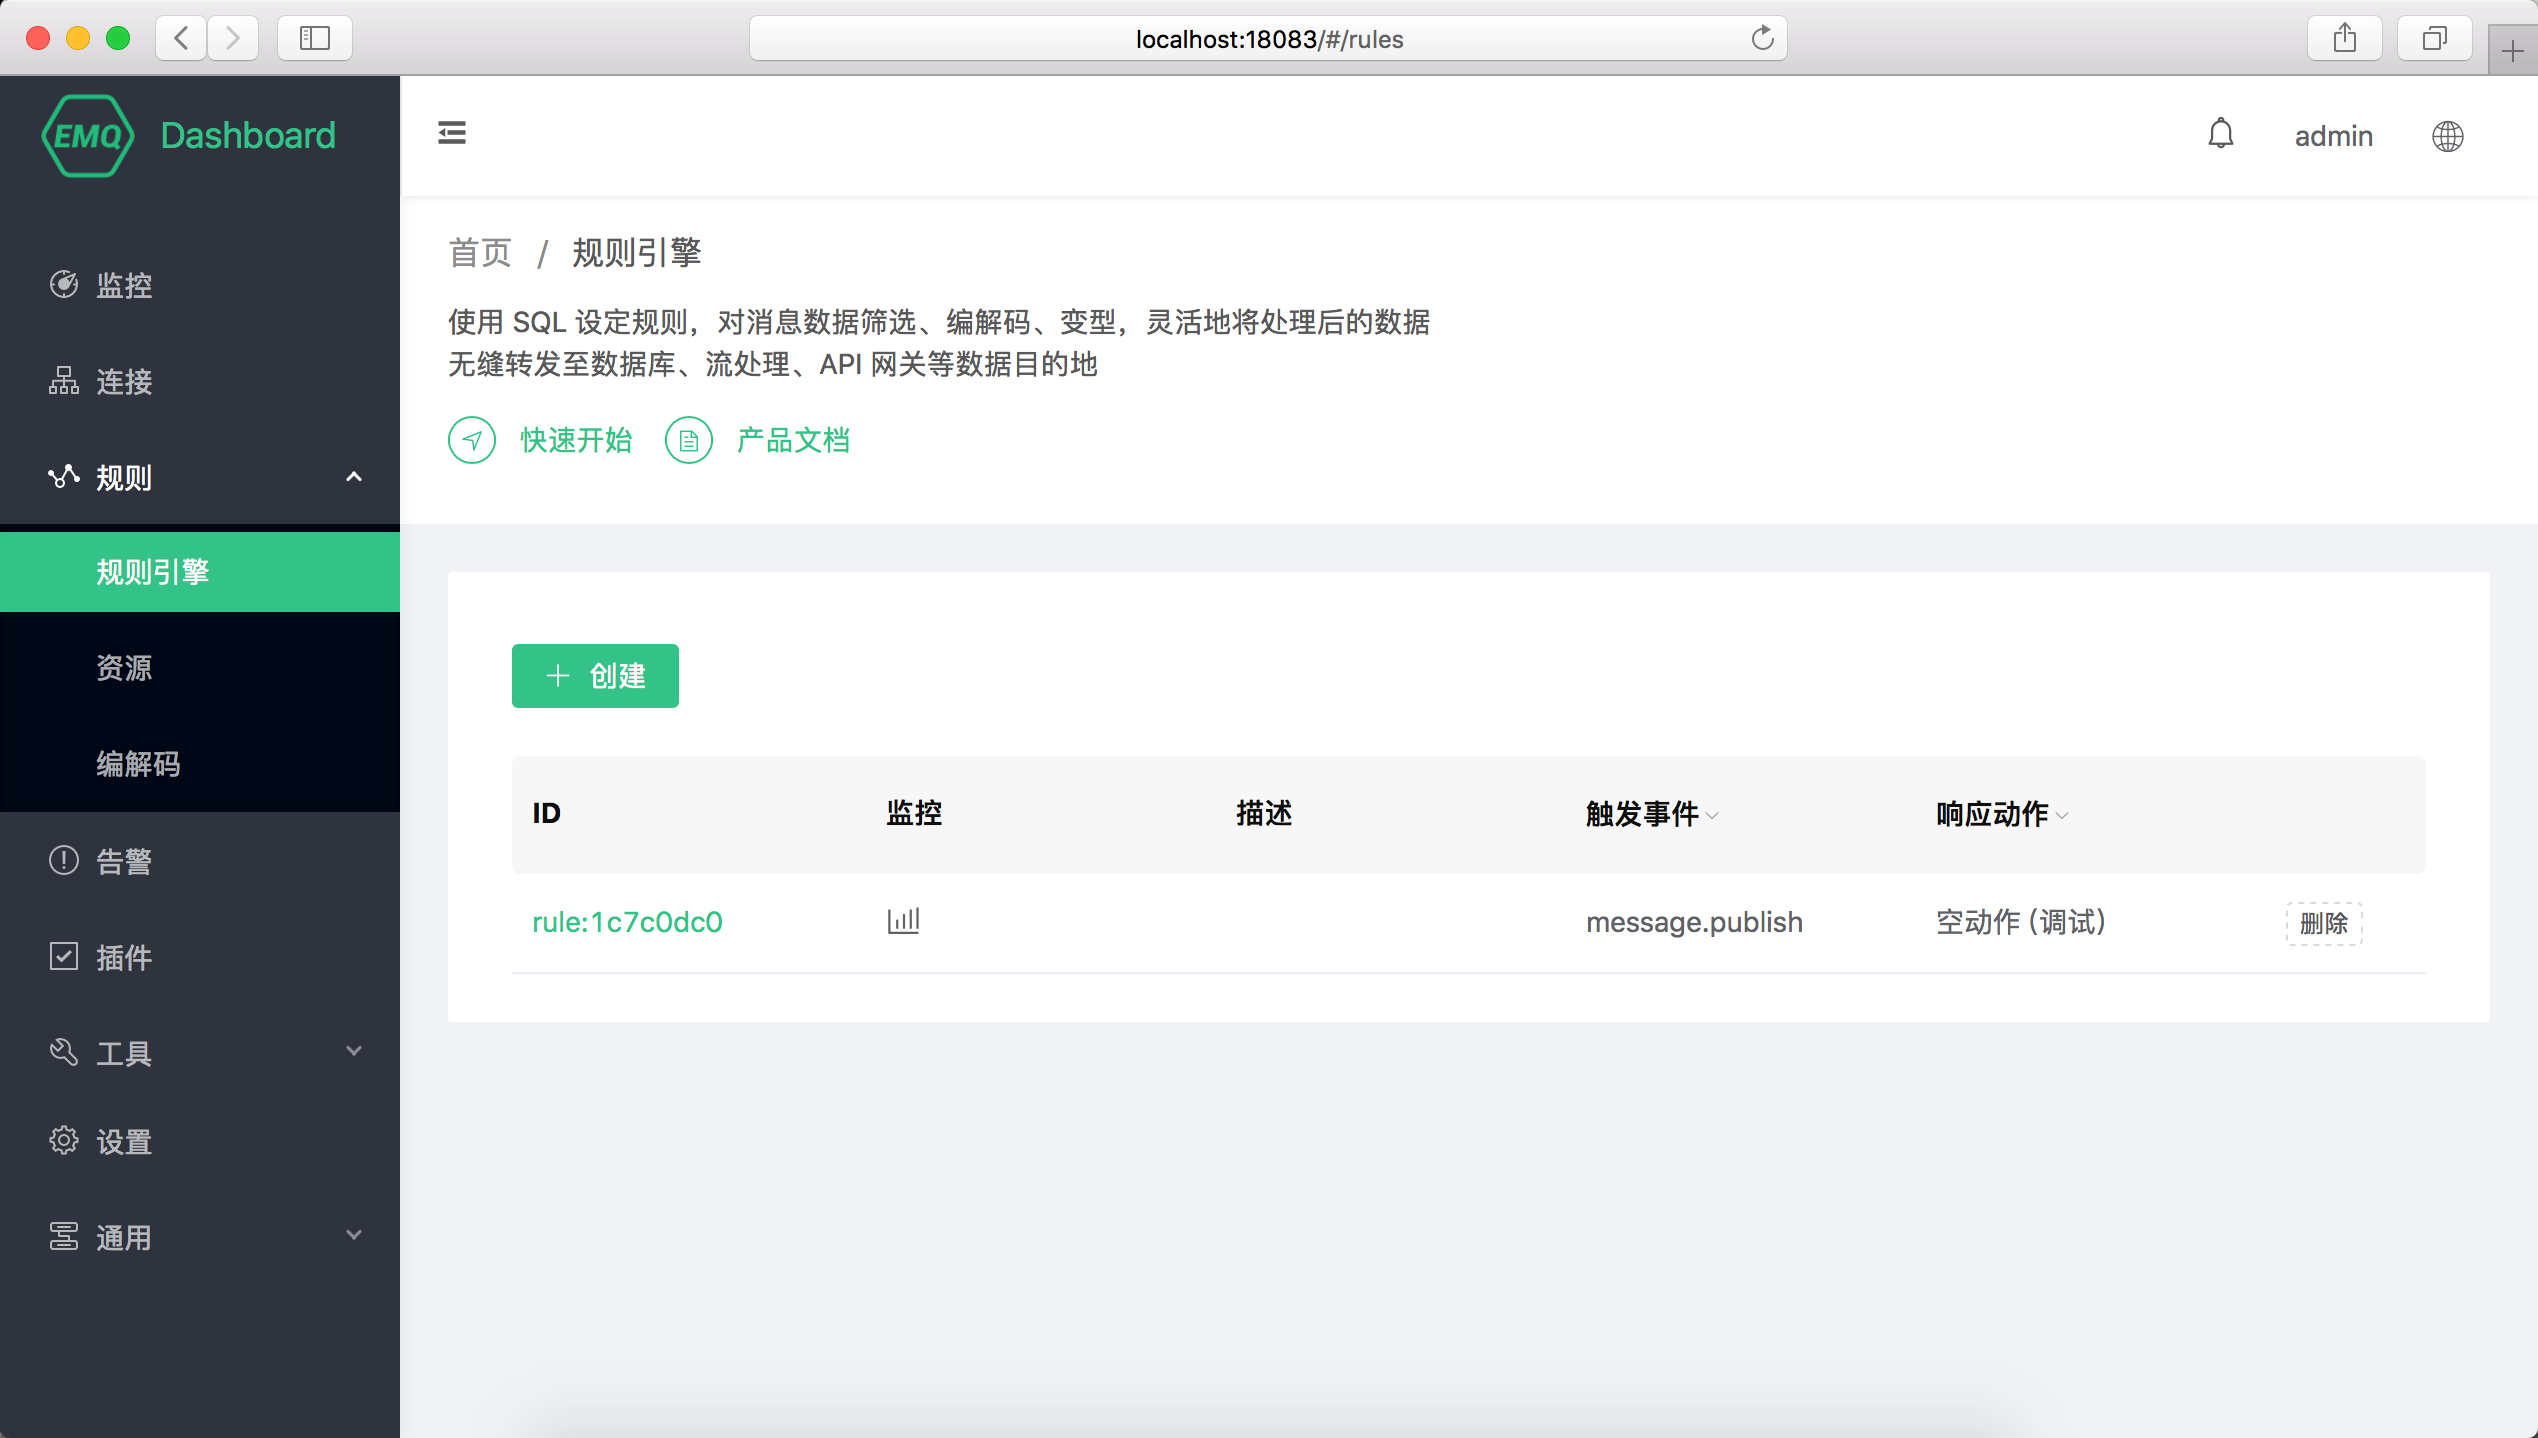 localhost:18083/#/rules
EMQ Dashboard
admin
监控
连接
规则
规则引擎
资源
编解码
告警
插件
工具
设置
通用
首页 / 规则引擎
使用 SQL 设定规则，对消息数据筛选、编解码、变型，灵活地将处理后的数据
无缝转发至数据库、流处理、API 网关等数据目的地
快速开始 产品文档
创建
ID 监控 描述 触发事件 响应动作
rule:1c7c0dc0 message.publish 空动作 (调试) 删除